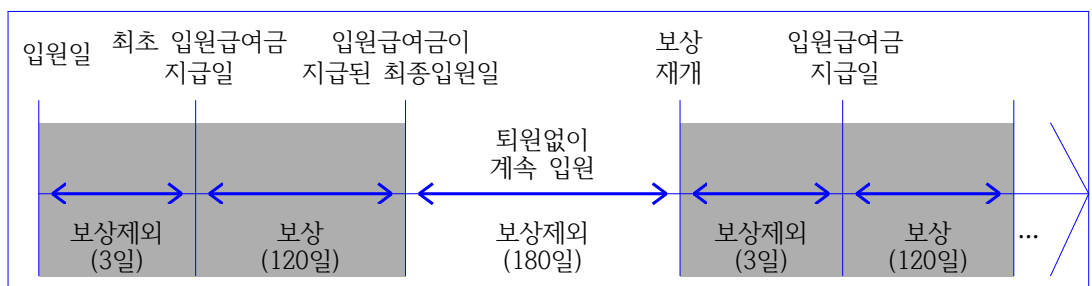 입원일
최초 입원급여금
지급일
입원급여금이
지급된 최종입원일
보상
재개
입원급여금
지급일
퇴원없이
계속 입원
보상제외
(3일)
보상
(120일)
보상제외
(180일)
보상제외
(3일)
보상
(120일)
...